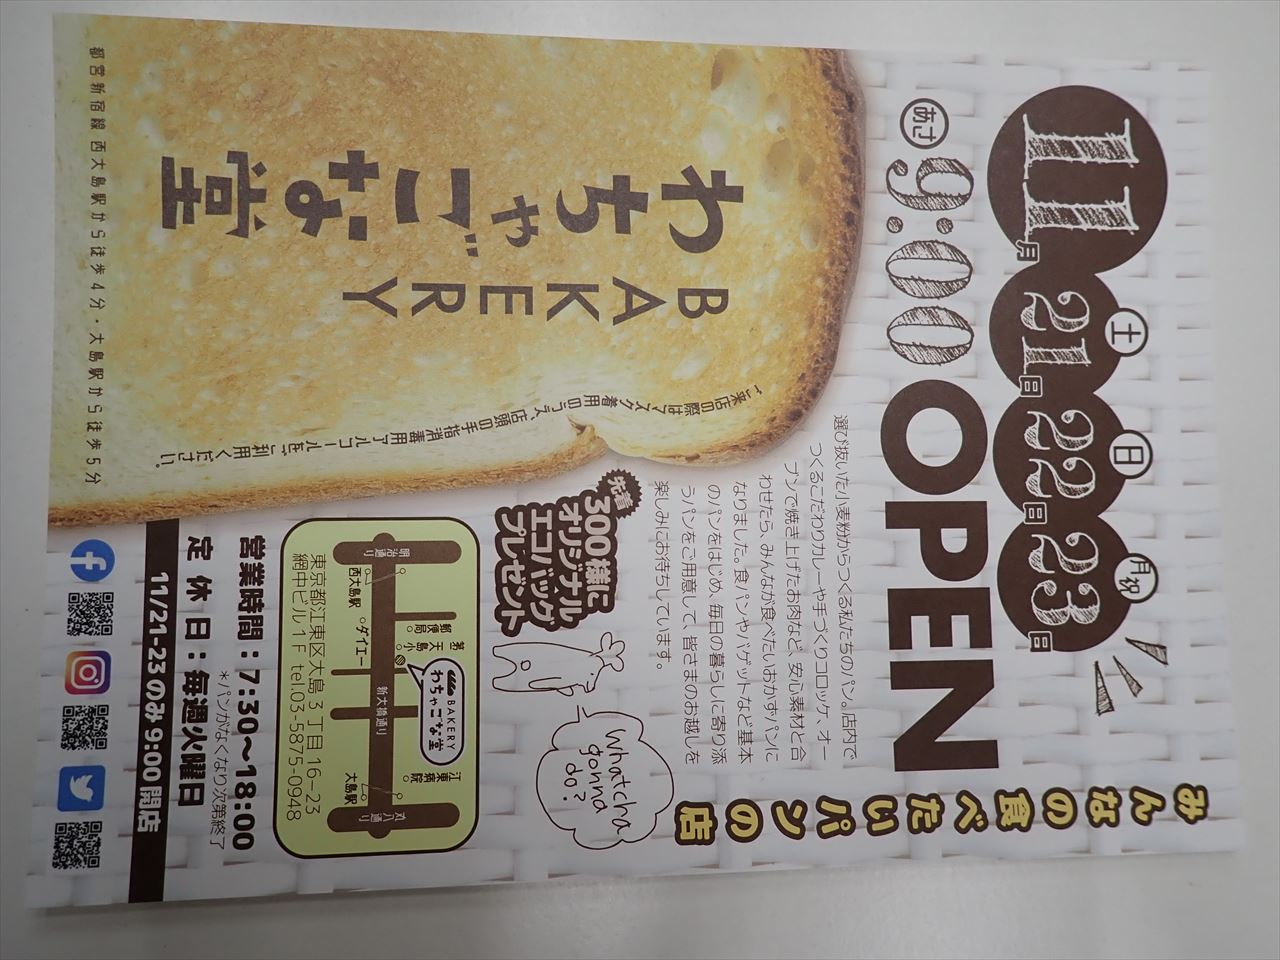 みんなの食べたいパンの店
11月21日22日23日
土
日
月祝
あさ9:00OPEN
選び抜いた小麦粉からつくる私たちのパン。店内で
つくるこだわりカレーや手づくりコロッケ、オー
ブンで焼き上げたお肉など、安心素材と合
わせたら、みんなが食べたいおかずパンに
なりました。食パンやバゲットなど基本
のパンをはじめ、毎日の暮らしに寄り添
うパンをご用意して、皆さまのお越しを
楽しみにお待ちしています。
BAKERY
わちゃごな堂
ご来店の際はマスク着用のうえ、店頭の手指消毒用アルコールをご利用ください。
都営新宿線 西大島駅から徒歩4分・大島駅から徒歩5分
先着
300名様に
オリジナル
エコバッグ
プレゼント
Whatcha
gonna
do?
明治通り
西大島駅
ダイエー
郵便局
第一大島小
BAKERY
わちゃごな堂
新大橋通り
江東病院
大島駅
丸八通り
東京都江東区大島3丁目16−23
網中ビル1F tel.03-5875-0948
営業時間：7:30〜18:00
＊パンがなくなり次第終了
定休日：毎週火曜日
11/21-23のみ9:00開店